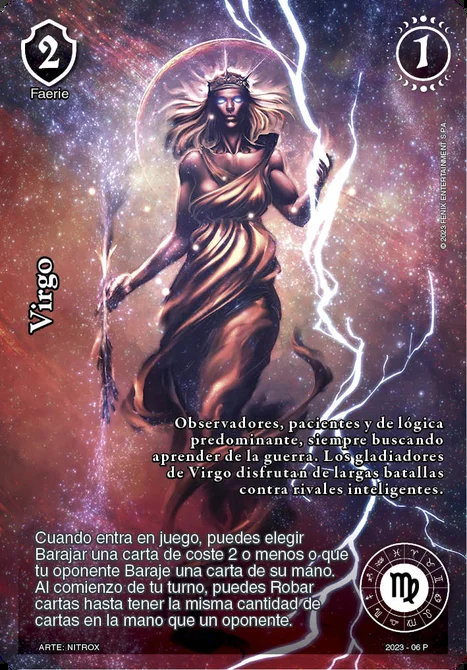 2
1
Faerie
© 2023 FENIX ENTERTAINMENT S.P.A.
Virgo
Observadores, pacientes y de lógica
predominante, siempre buscando
aprender de la guerra. Los gladiadores
de Virgo disfrutan de largas batallas
contra rivales inteligentes.
Cuando entra en juego, puedes elegir
Barajar una carta de coste 2 o menos o que
tu oponente Baraje una carta de su mano.
Al comienzo de tu turno, puedes Robar
cartas hasta tener la misma cantidad de
cartas en la mano que un oponente.
♍
ARTE: NITROX
2023 - 06 P